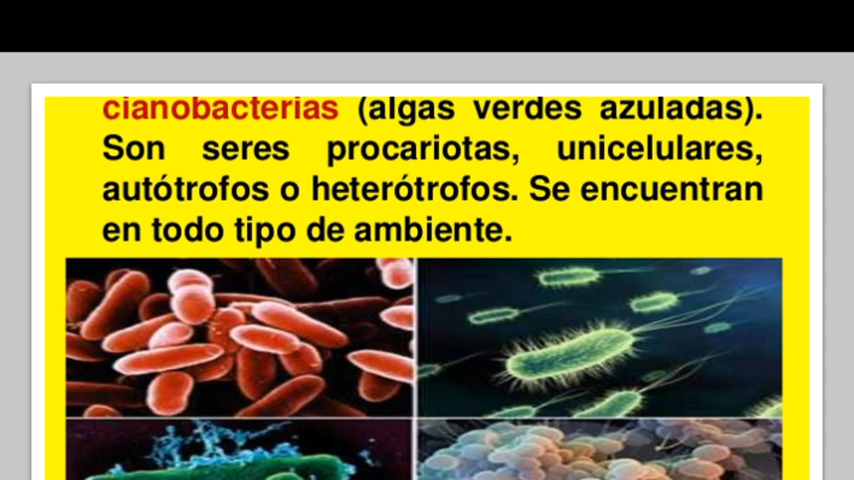 cianobacterias (algas verdes azuladas).
Son seres procariotas, unicelulares,
autótrofos o heterótrofos. Se encuentran
en todo tipo de ambiente.